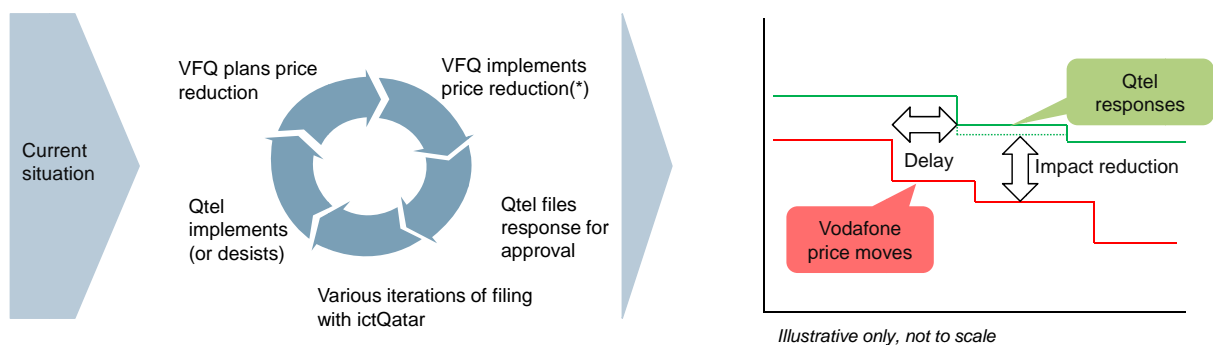 Current
situation
VFQ plans price
reduction
VFQ implements
price reduction(*)
Qtel files
response for
approval
Various iterations of filing
with ictQatar
Qtel
implements
(or desists)
Qtel
responses
Delay
Impact reduction
Vodafone
price moves
Illustrative only, not to scale